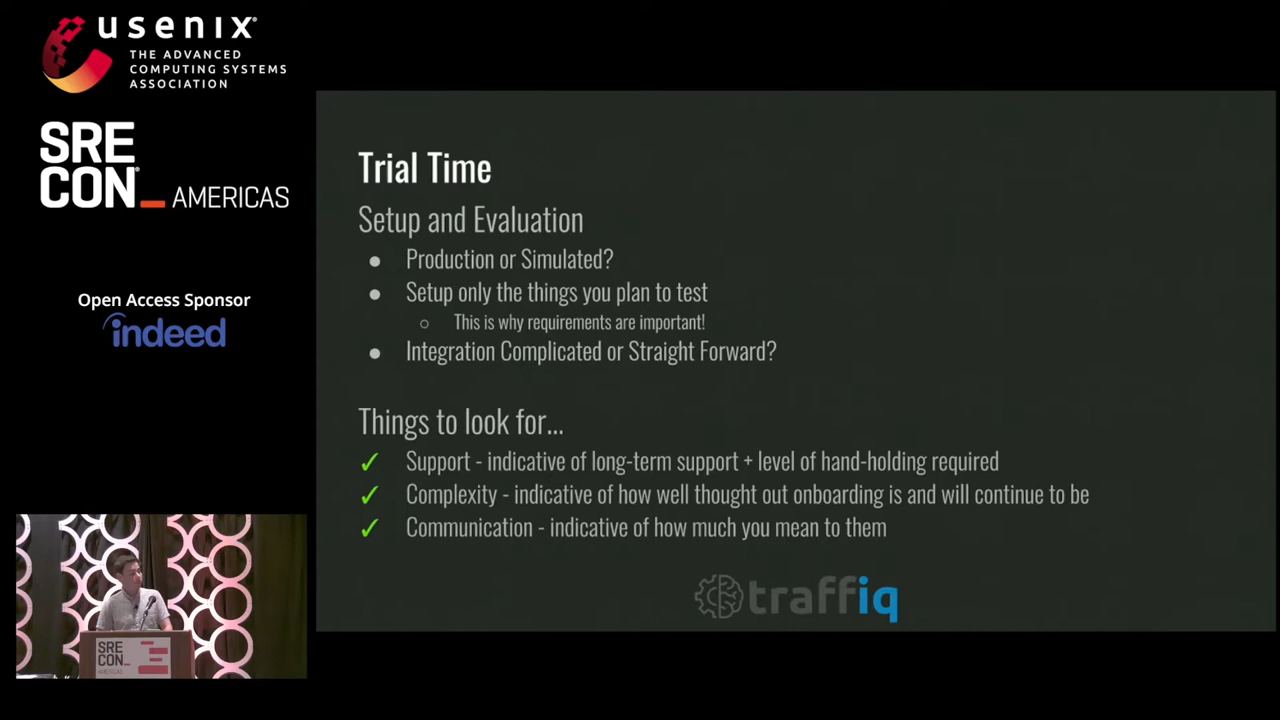 usenix
THE ADVANCED
COMPUTING SYSTEMS
ASSOCIATION
SRE
CON AMERICAS
Open Access Sponsor
indeed
Trial Time
Setup and Evaluation
● Production or Simulated?
● Setup only the things you plan to test
○ This is why requirements are important!
● Integration Complicated or Straight Forward?
Things to look for...
✓ Support - indicative of long-term support + level of hand-holding required
✓ Complexity - indicative of how well thought out onboarding is and will continue to be
✓ Communication - indicative of how much you mean to them
traffiq
SRE
CON
AMERICAS